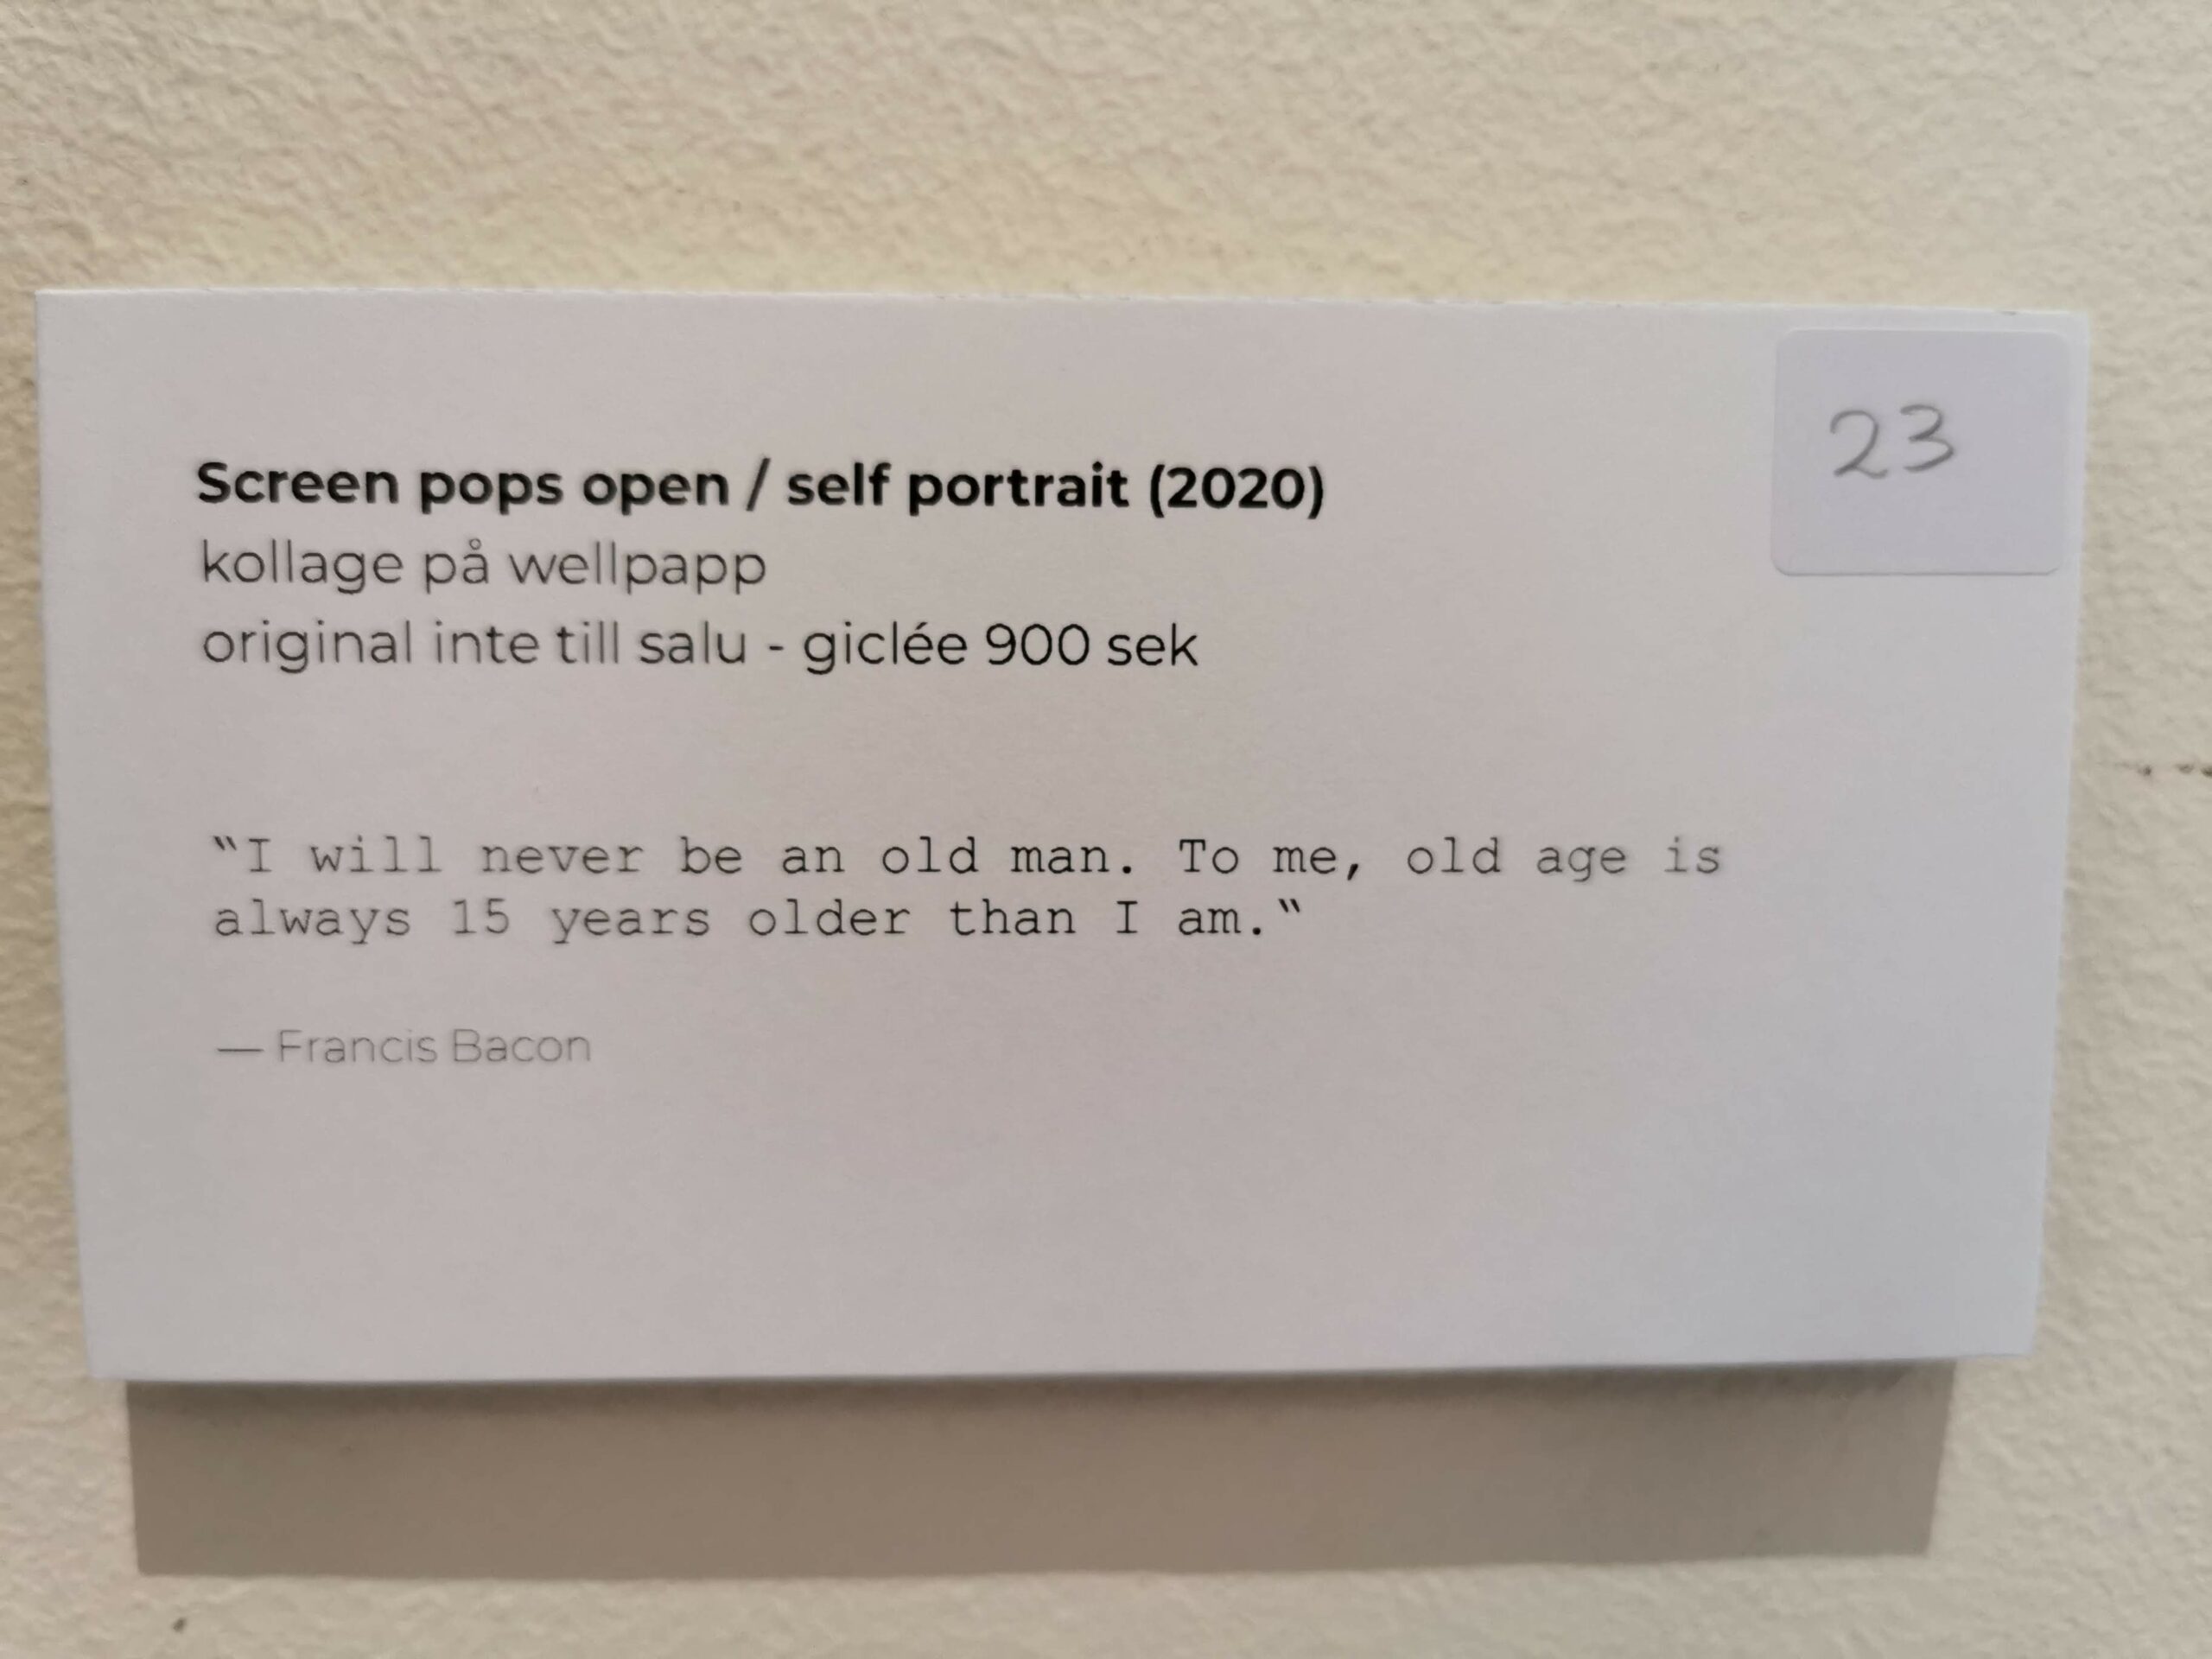 23
Screen pops open / self portrait (2020)
kollage på wellpapp
original inte till salu - giclée 900 sek
‟I will never be an old man. To me, old age is
always 15 years older than I am.‟
— Francis Bacon